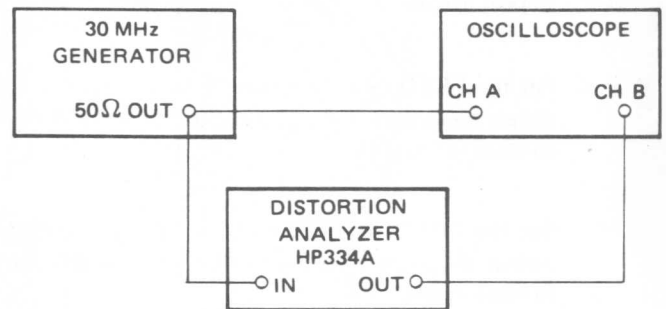 30 MHz
GENERATOR
50Ω OUT
OSCILLOSCOPE
CH A
CH B
DISTORTION
ANALYZER
HP334A
IN
OUT